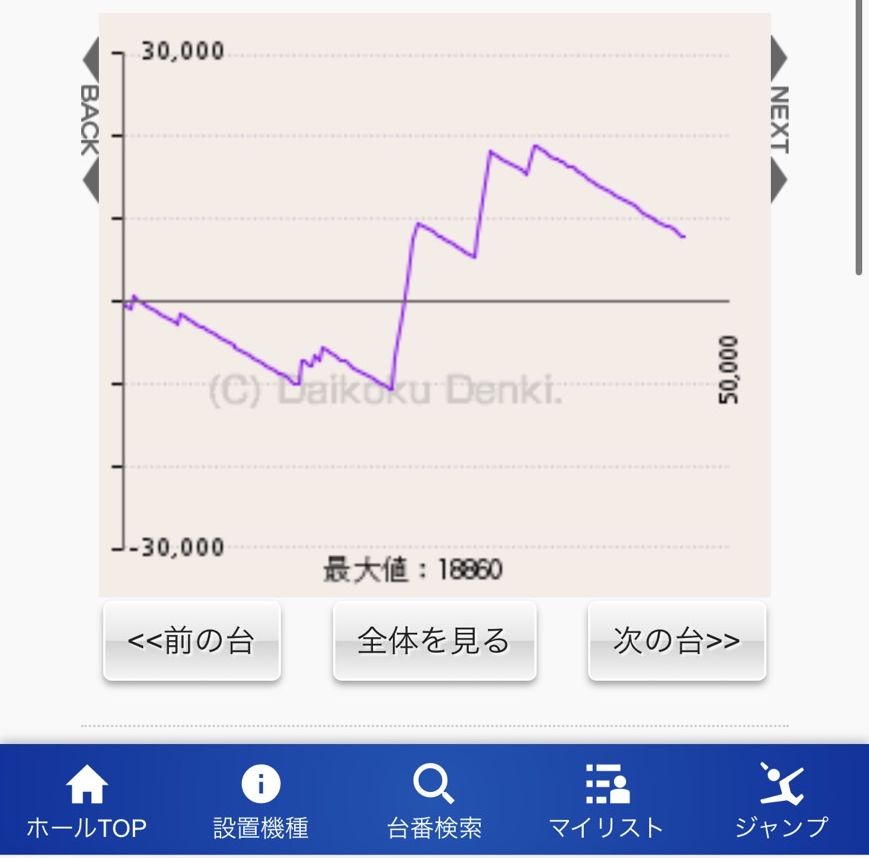 30,000
BACK
NEXT
50,000
(C) Daikoku Denki.
-30,000
最大値：18860
<<前の台
全体を見る
次の台>>
ホールTOP
設置機種
台番検索
マイリスト
ジャンプ